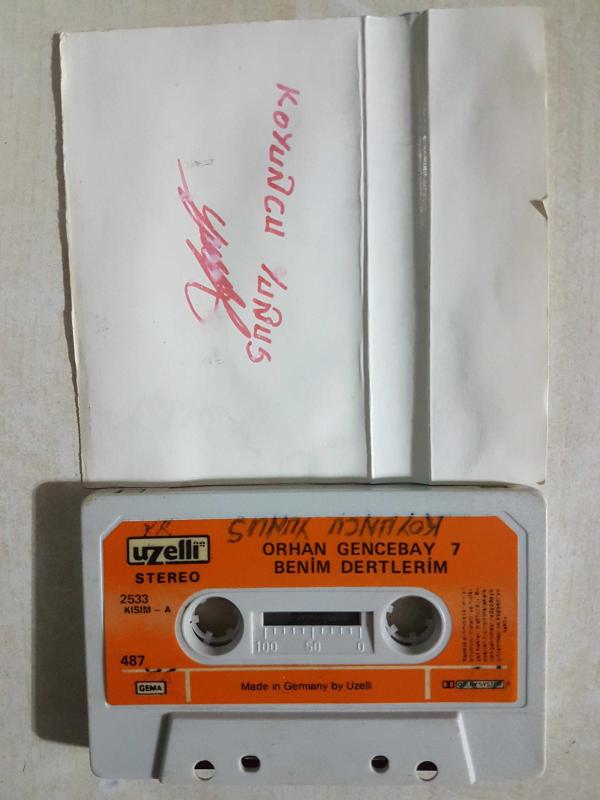 KOYUNCU YUNUS
KOYUNCU YUNUS
uzelli
STEREO
ORHAN GENCEBAY 7
BENİM DERTLERİM
2533
KISIM – A
100 50 0
487
GEMA
Made in Germany by Uzelli